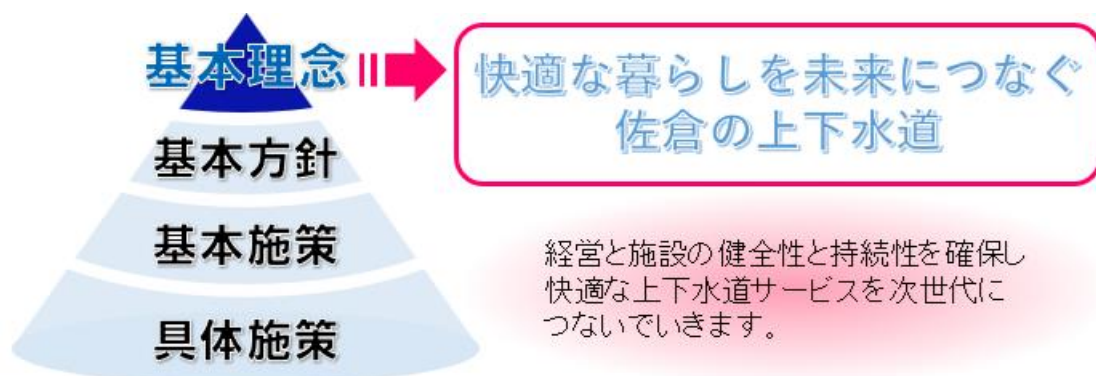 基本理念
快適な暮らしを未来につなぐ
佐倉の上下水道
基本方針
基本施策
具体施策
経営と施設の健全性と持続性を確保し
快適な上下水道サービスを次世代に
つないでいきます。